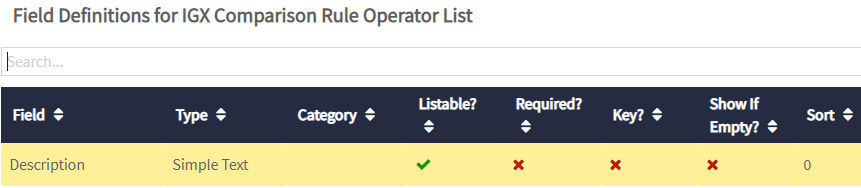 Field Definitions for IGX Comparison Rule Operator List
Search...
Field Type Category Listable? Required? Key? Show If Empty? Sort
Description Simple Text 0